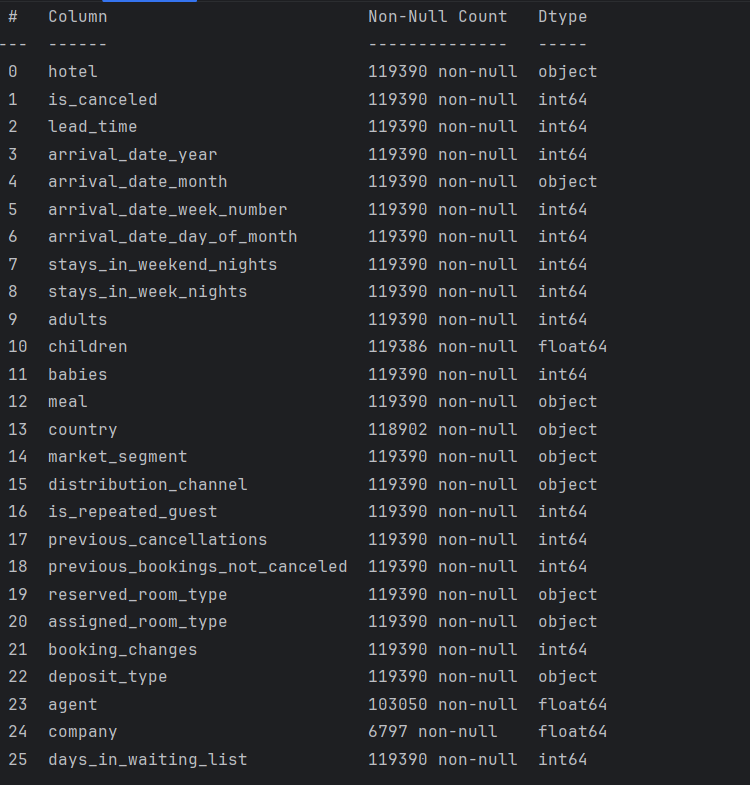 #   Column                          Non-Null Count   Dtype
---  ------                          --------------   -----
0   hotel                           119390 non-null  object
1   is_canceled                     119390 non-null  int64
2   lead_time                       119390 non-null  int64
3   arrival_date_year               119390 non-null  int64
4   arrival_date_month              119390 non-null  object
5   arrival_date_week_number        119390 non-null  int64
6   arrival_date_day_of_month       119390 non-null  int64
7   stays_in_weekend_nights         119390 non-null  int64
8   stays_in_week_nights            119390 non-null  int64
9   adults                          119390 non-null  int64
10  children                        119386 non-null  float64
11  babies                          119390 non-null  int64
12  meal                            119390 non-null  object
13  country                         118902 non-null  object
14  market_segment                  119390 non-null  object
15  distribution_channel            119390 non-null  object
16  is_repeated_guest               119390 non-null  int64
17  previous_cancellations          119390 non-null  int64
18  previous_bookings_not_canceled  119390 non-null  int64
19  reserved_room_type              119390 non-null  object
20  assigned_room_type              119390 non-null  object
21  booking_changes                 119390 non-null  int64
22  deposit_type                    119390 non-null  object
23  agent                           103050 non-null  float64
24  company                         6797 non-null    float64
25  days_in_waiting_list            119390 non-null  int64